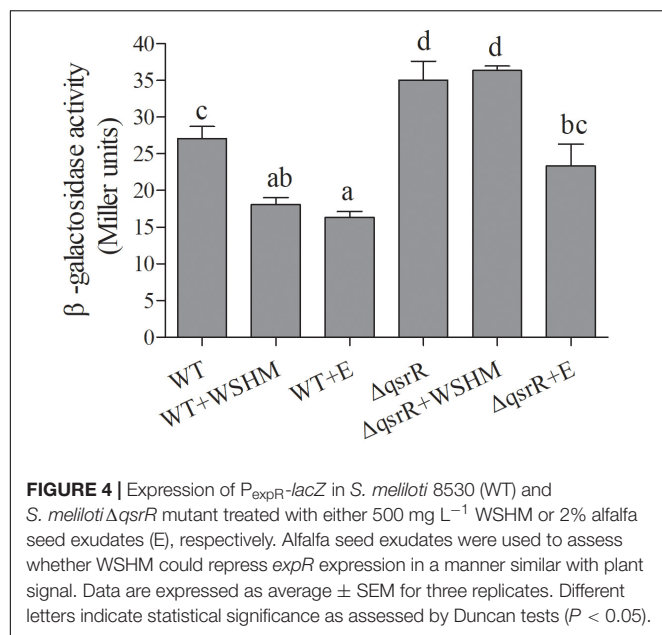 β -galactosidase activity
(Miller units)
40
35
30
25
20
15
10
5
0
c
ab
a
d
d
bc
WT
WT+WSHM
WT+E
ΔqsrR
ΔqsrR+WSHM
ΔqsrR+E
FIGURE 4 | Expression of PexpR-lacZ in S. meliloti 8530 (WT) and
S. meliloti ΔqsrR mutant treated with either 500 mg L−1 WSHM or 2% alfalfa
seed exudates (E), respectively. Alfalfa seed exudates were used to assess
whether WSHM could repress expR expression in a manner similar with plant
signal. Data are expressed as average ± SEM for three replicates. Different
letters indicate statistical significance as assessed by Duncan tests (P < 0.05).